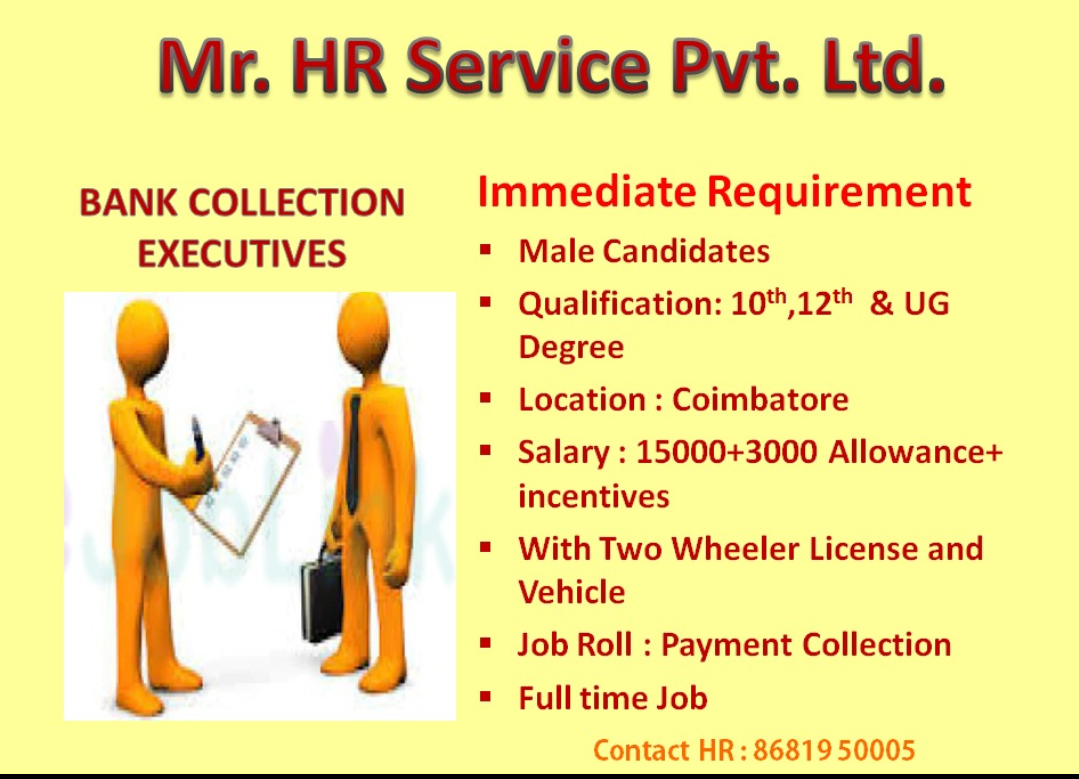 Mr. HR Service Pvt. Ltd.
BANK COLLECTION
EXECUTIVES
Immediate Requirement
▪ Male Candidates
▪ Qualification: 10th,12th & UG
Degree
▪ Location : Coimbatore
▪ Salary : 15000+3000 Allowance+
incentives
▪ With Two Wheeler License and
Vehicle
▪ Job Roll : Payment Collection
▪ Full time Job
Contact HR : 86819 50005